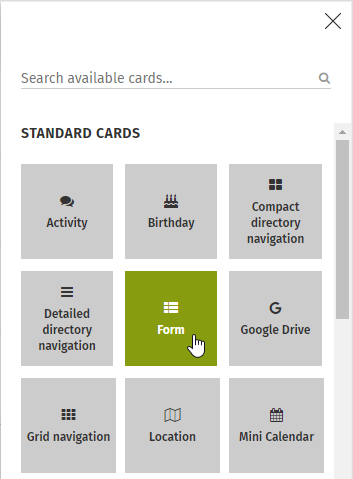 Search available cards...
STANDARD CARDS
Activity
Birthday
Compact
directory
navigation
Detailed
directory
navigation
Form
Google Drive
Grid navigation
Location
Mini Calendar